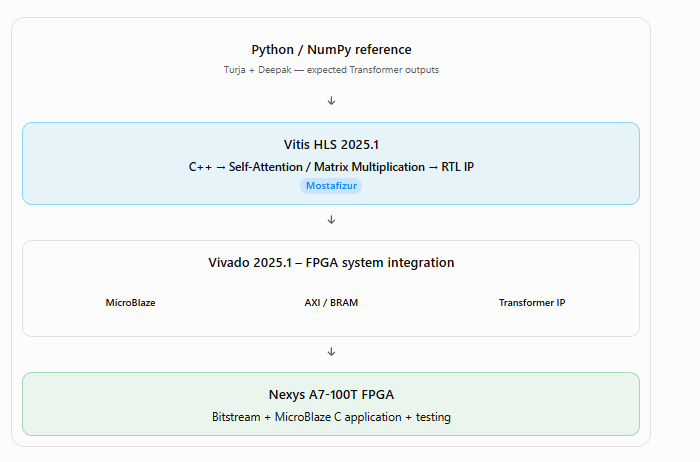 Python / NumPy reference
Turja + Deepak — expected Transformer outputs
↓
Vitis HLS 2025.1
C++ → Self-Attention / Matrix Multiplication → RTL IP
Mostafizur
↓
Vivado 2025.1 – FPGA system integration
MicroBlaze AXI / BRAM Transformer IP
↓
Nexys A7-100T FPGA
Bitstream + MicroBlaze C application + testing